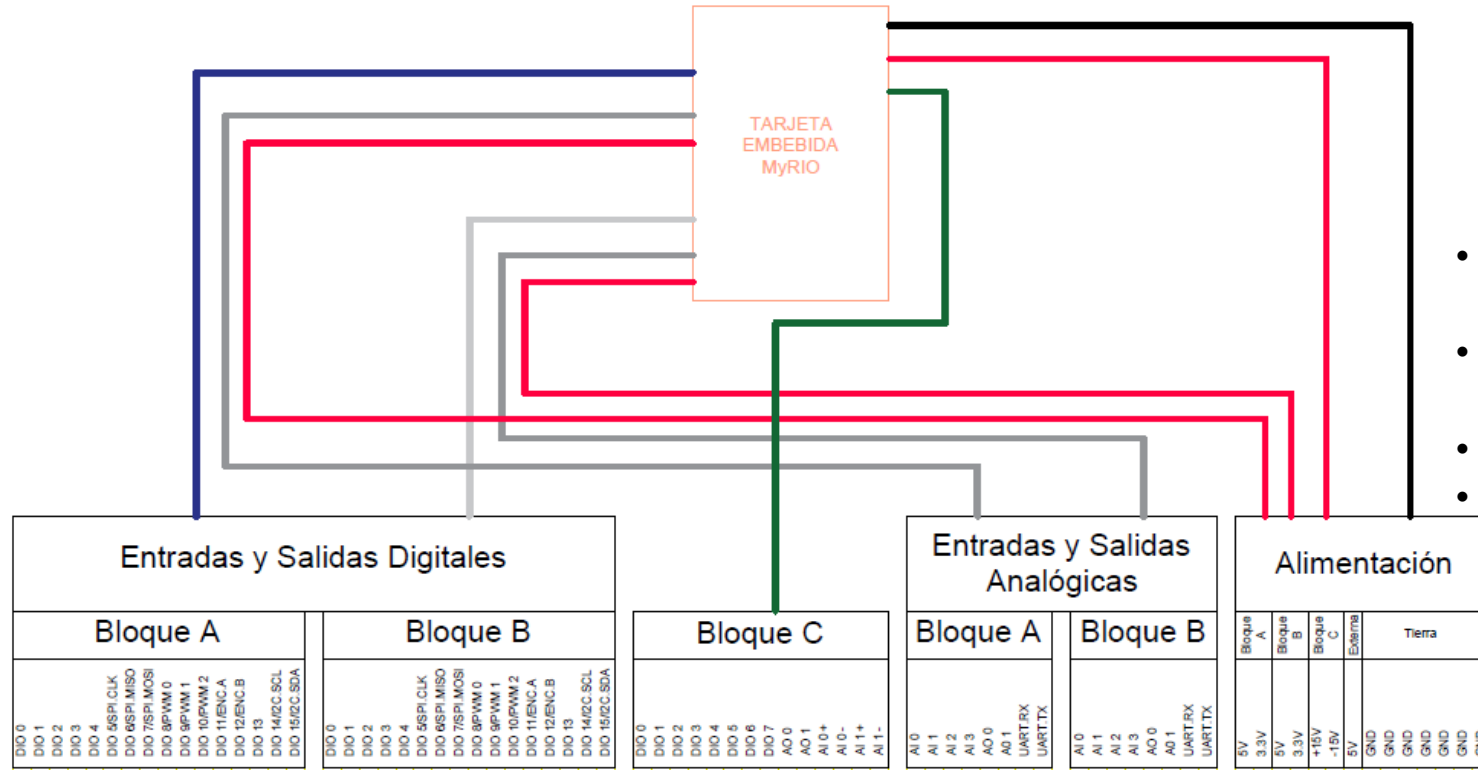 TARJETA
EMBEBIDA
MyRIO
Entradas y Salidas Digitales
Bloque A
DIO 0
DIO 1
DIO 2
DIO 3
DIO 4
DIO 5/SPI.CLK
DIO 6/SPI.MISO
DIO 7/SPI.MOSI
DIO 8/PWM 0
DIO 9/PWM 1
DIO 10/PWM 2
DIO 11/ENC.A
DIO 12/ENC.B
DIO 13
DIO 14/I2C.SCL
DIO 15/I2C.SDA
Bloque B
DIO 0
DIO 1
DIO 2
DIO 3
DIO 4
DIO 5/SPI.CLK
DIO 6/SPI.MISO
DIO 7/SPI.MOSI
DIO 8/PWM 0
DIO 9/PWM 1
DIO 10/PWM 2
DIO 11/ENC.A
DIO 12/ENC.B
DIO 13
DIO 14/I2C.SCL
DIO 15/I2C.SDA
Bloque C
DIO 0
DIO 1
DIO 2
DIO 3
DIO 4
DIO 5
DIO 6
DIO 7
AO 0
AO 1
AI 0+
AI 0-
AI 1+
AI 1-
Entradas y Salidas
Analógicas
Bloque A
AI 0
AI 1
AI 2
AI 3
AO 0
AO 1
UART.RX
UART.TX
Bloque B
AI 0
AI 1
AI 2
AI 3
AO 0
AO 1
UART.RX
UART.TX
Alimentación
Bloque
A
5V
3.3V
Bloque
B
5V
3.3V
Bloque
C
+15V
-15V
Externa
5V
Tierra
GND
GND
GND
GND
GND
GND